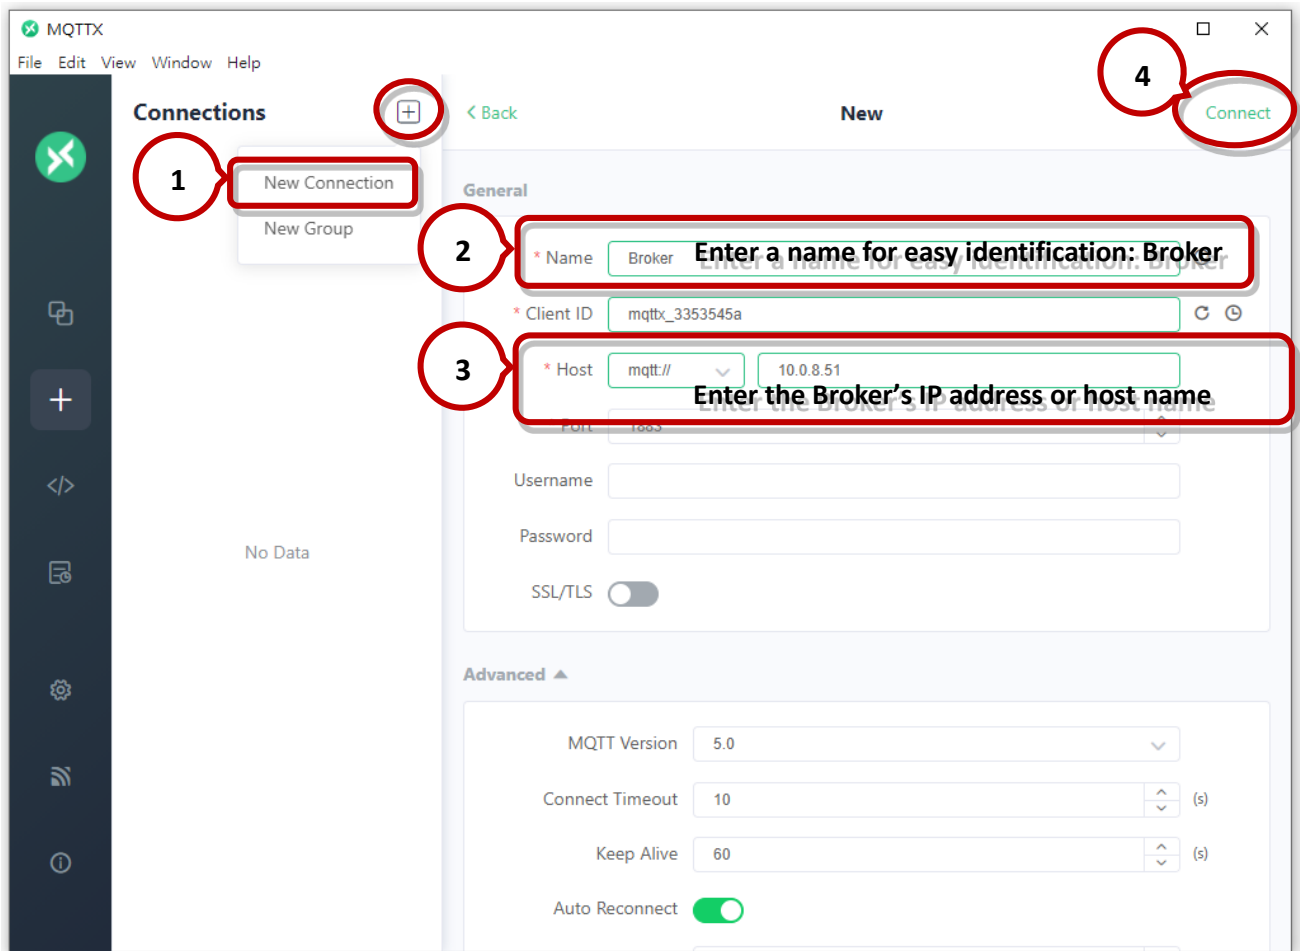 MQTTX
File Edit View Window Help
4
Connections
Back
New
Connect
1
New Connection
General
New Group
2
* Name
Broker
Enter a name for easy identification: Broker
* Client ID
mqttx_3353545a
3
* Host
mqtt://
10.0.8.51
Enter the Broker’s IP address or host name
Port
1883
Username
Password
No Data
SSL/TLS
Advanced
MQTT Version
5.0
Connect Timeout
10
(s)
Keep Alive
60
(s)
Auto Reconnect